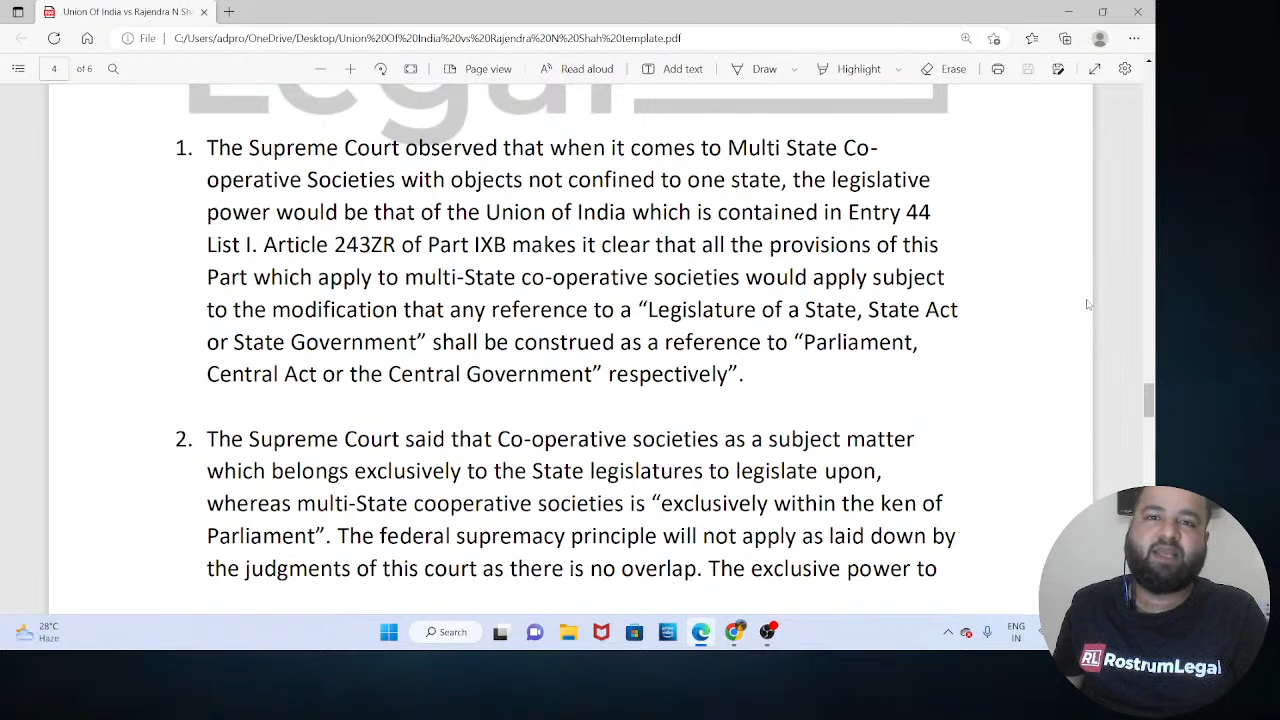 Union Of India vs Rajendra N Sha
File C:/Users/adpro/OneDrive/Desktop/Union%20Of%20India%20vs%20Rajendra%20N%20Shah%20template.pdf
4 of 6 Page view Read aloud Add text Draw Highlight Erase
Legal
1. The Supreme Court observed that when it comes to Multi State Co-
operative Societies with objects not confined to one state, the legislative
power would be that of the Union of India which is contained in Entry 44
List I. Article 243ZR of Part IXB makes it clear that all the provisions of this
Part which apply to multi-State co-operative societies would apply subject
to the modification that any reference to a “Legislature of a State, State Act
or State Government” shall be construed as a reference to “Parliament,
Central Act or the Central Government” respectively”.
2. The Supreme Court said that Co-operative societies as a subject matter
which belongs exclusively to the State legislatures to legislate upon,
whereas multi-State cooperative societies is “exclusively within the ken of
Parliament”. The federal supremacy principle will not apply as laid down by
the judgments of this court as there is no overlap. The exclusive power to
RL RostrumLegal
28°C
Haze
Search
ENG
IN